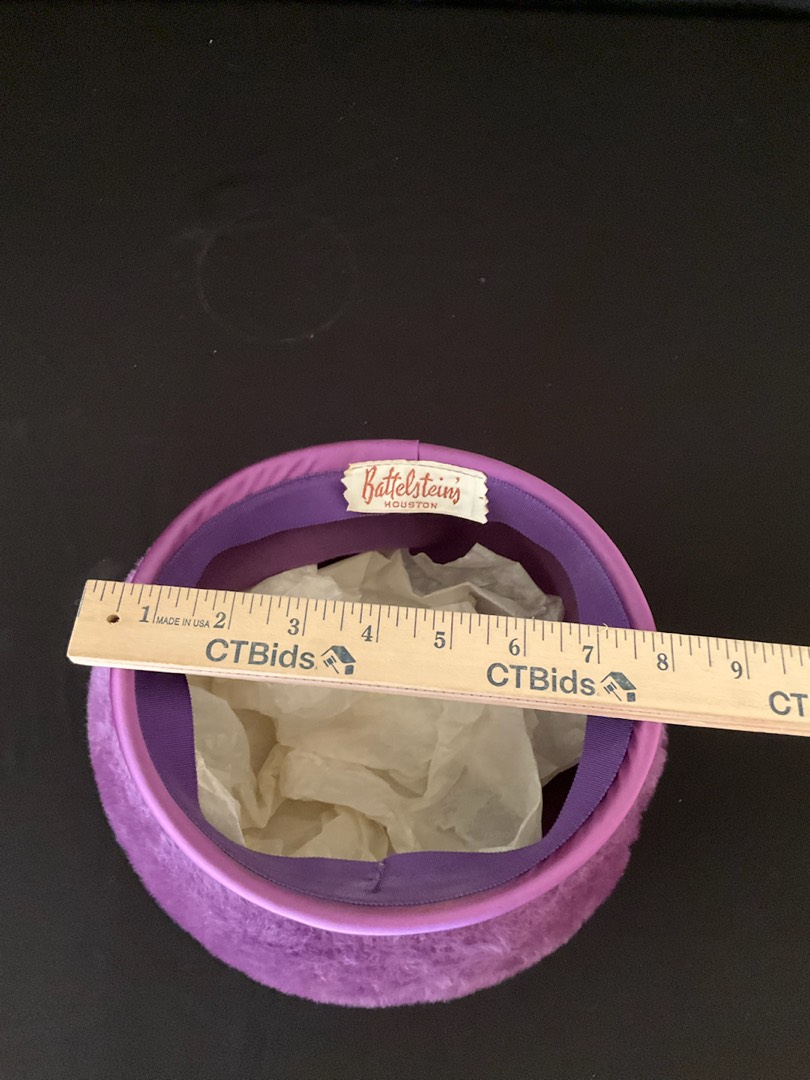 Battelstein's
HOUSTON
1 MADE IN USA 2 3 4 5 6 7 8 9
CTBids CTBids CT